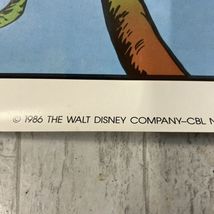 © 1986 THE WALT DISNEY COMPANY–CBL